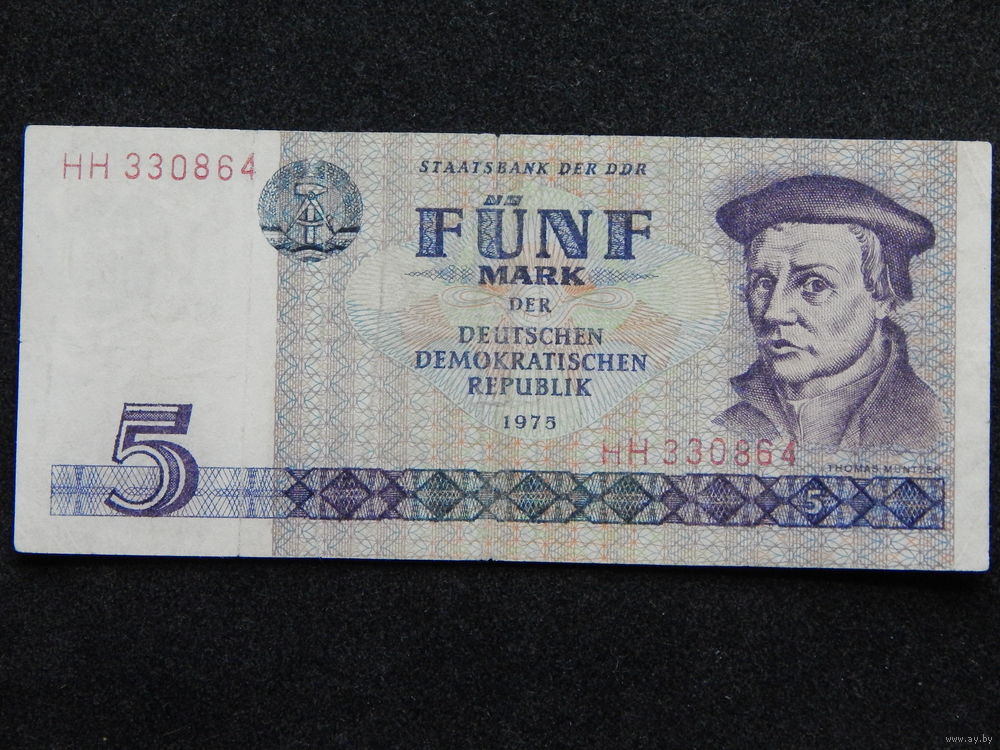 HH 330864
STAATSBANK DER DDR
FÜNF
MARK
DER
DEUTSCHEN
DEMOKRATISCHEN
REPUBLIK
1975
HH 330864
THOMAS MÜNTZER
5
5
www.ay.by